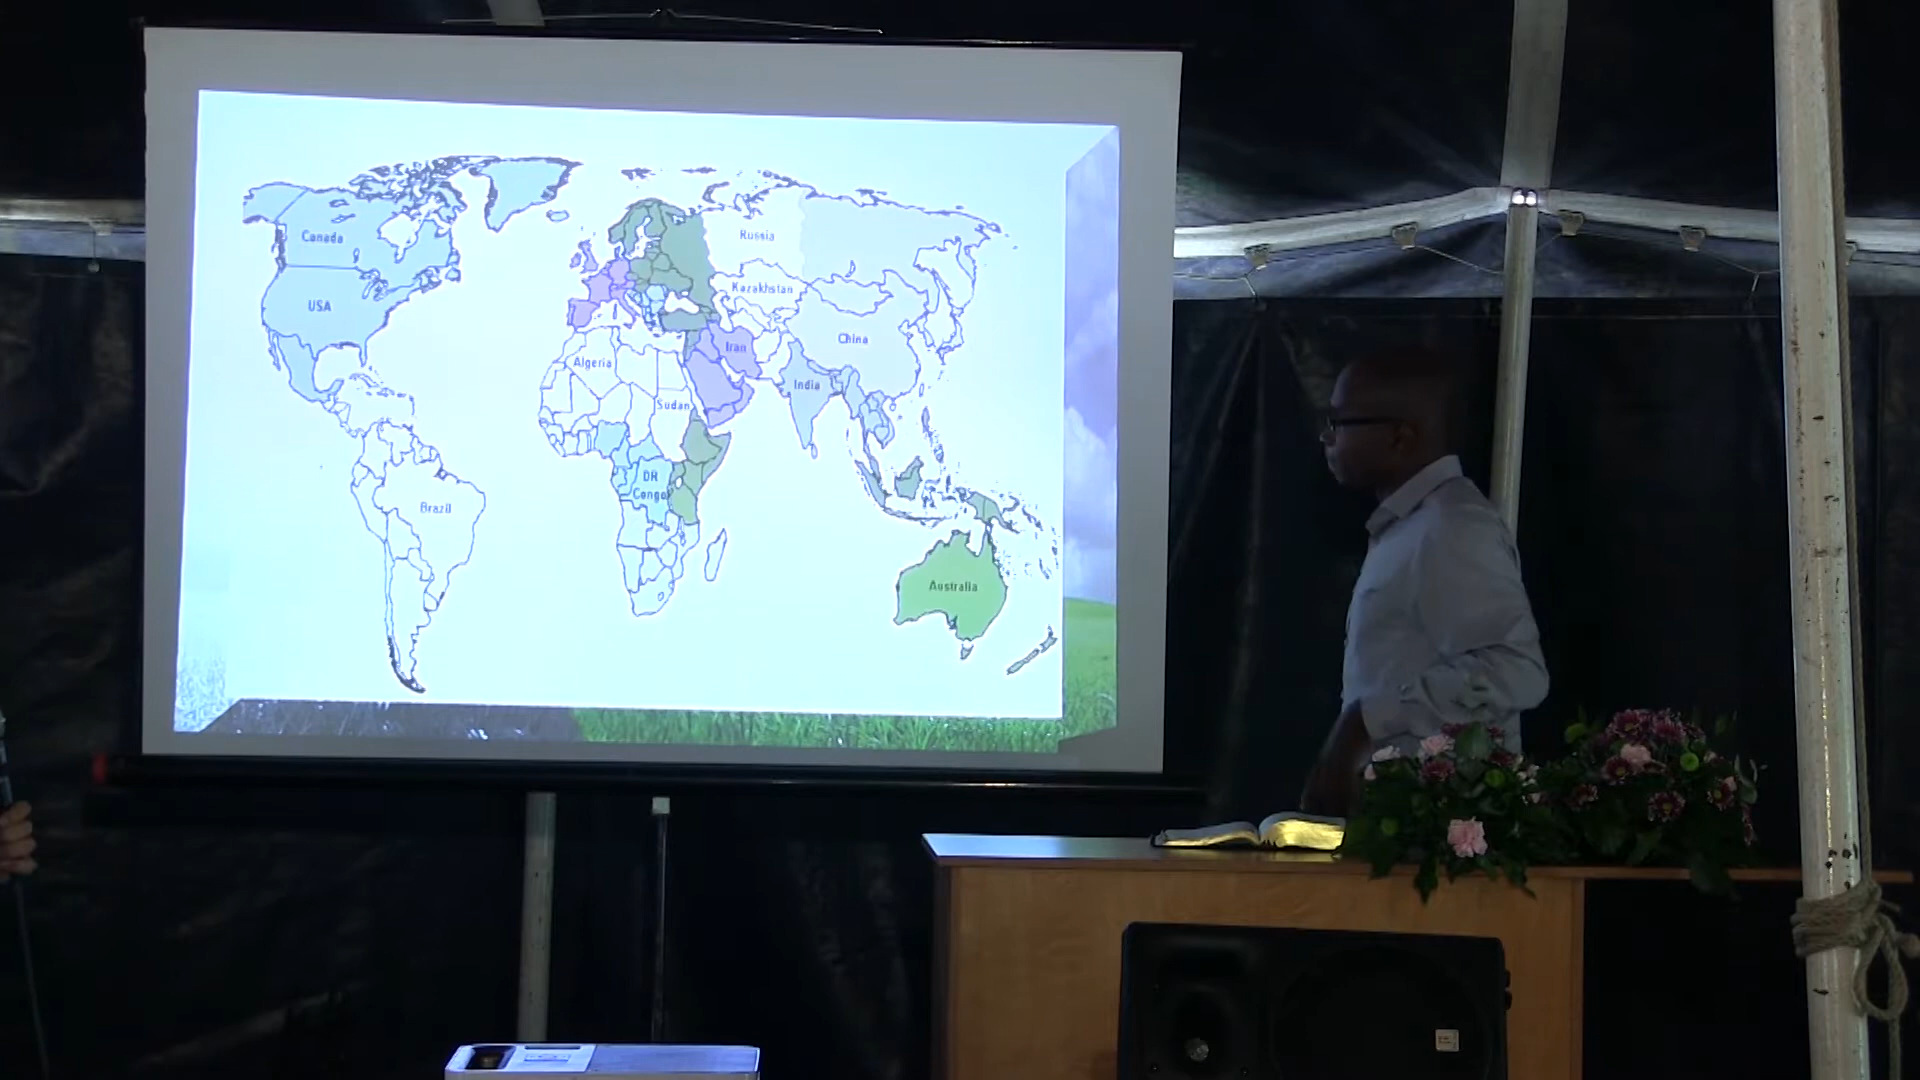 Canada
Russia
Kazakhstan
USA
China
Iran
Algeria
India
Sudan
DR
Congo
Brazil
Australia